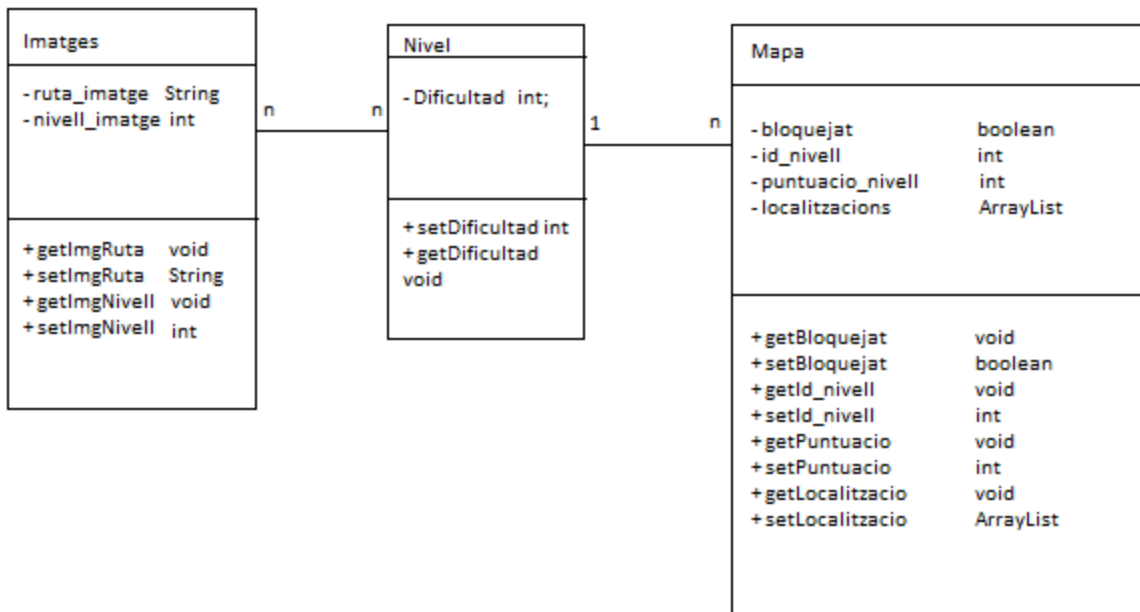 Imatges
- ruta_imatge String
- nivell_imatge int
+ getImgRuta void
+ setImgRuta String
+ getImgNivell void
+ setImgNivell int
n
n
Nivel
- Dificultad int;
+ setDificultad int
+ getDificultad
void
1
n
Mapa
- bloquejat boolean
- id_nivell int
- puntuacio_nivell int
- localitzacions ArrayList
+ getBloquejat void
+ setBloquejat boolean
+ getId_nivell void
+ setId_nivell int
+ getPuntuacio void
+ setPuntuacio int
+ getLocalitzacio void
+ setLocalitzacio ArrayList